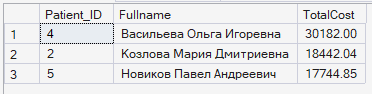 Patient_ID Fullname TotalCost
1 4 Васильева Ольга Игоревна 30182.00
2 2 Козлова Мария Дмитриевна 18442.04
3 5 Новиков Павел Андреевич 17744.85